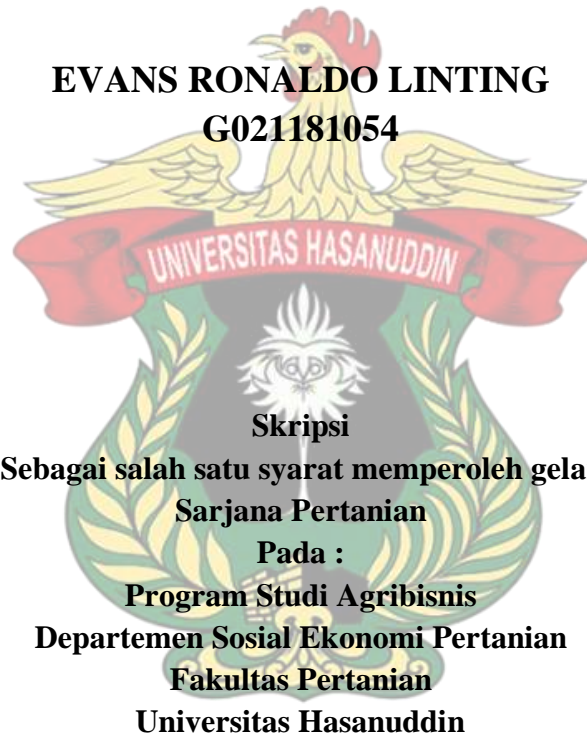 EVANS RONALDO LINTING
G021181054
UNIVERSITAS HASANUDDIN
Skripsi
Sebagai salah satu syarat memperoleh gela
Sarjana Pertanian
Pada :
Program Studi Agribisnis
Departemen Sosial Ekonomi Pertanian
Fakultas Pertanian
Universitas Hasanuddin